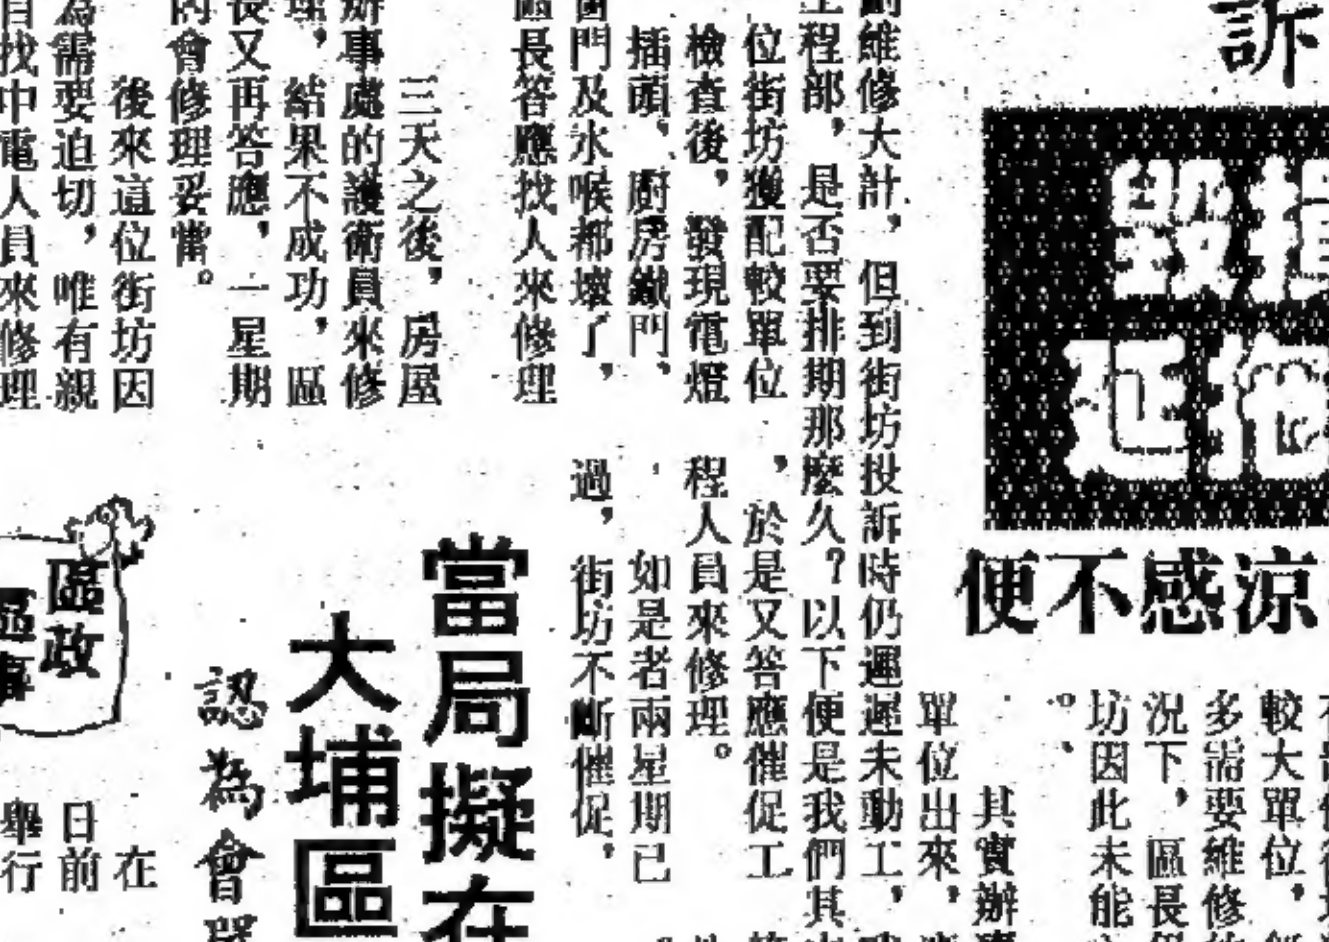 訴
涼感不便
較大單位，
多需要維修
況下，區長
坊因此未能
。
其實辦
單位出來，
維修大計，但到街坊投訴時仍遲遲未動工，
工程部，是否要排期那麼久？以下便是我們其
位街坊獲配較單位
，於是又答應催促工
檢查後，發現電燈
程人員來修理。
插頭、廚房鐵門、
如是者兩星期已
窗門及水喉都壞了，
過，街坊不斷催促，
區長答應找人來修理
三天之後，房屋
辦事處的護衛員來修
理，結果不成功，區
長又再答應，一星期
內會修理妥當。
後來這位街坊因
為需要迫切，唯有親
自找中電人員來修理
當局擬在
大埔區
認為會
區政
區事
在
日前
舉行